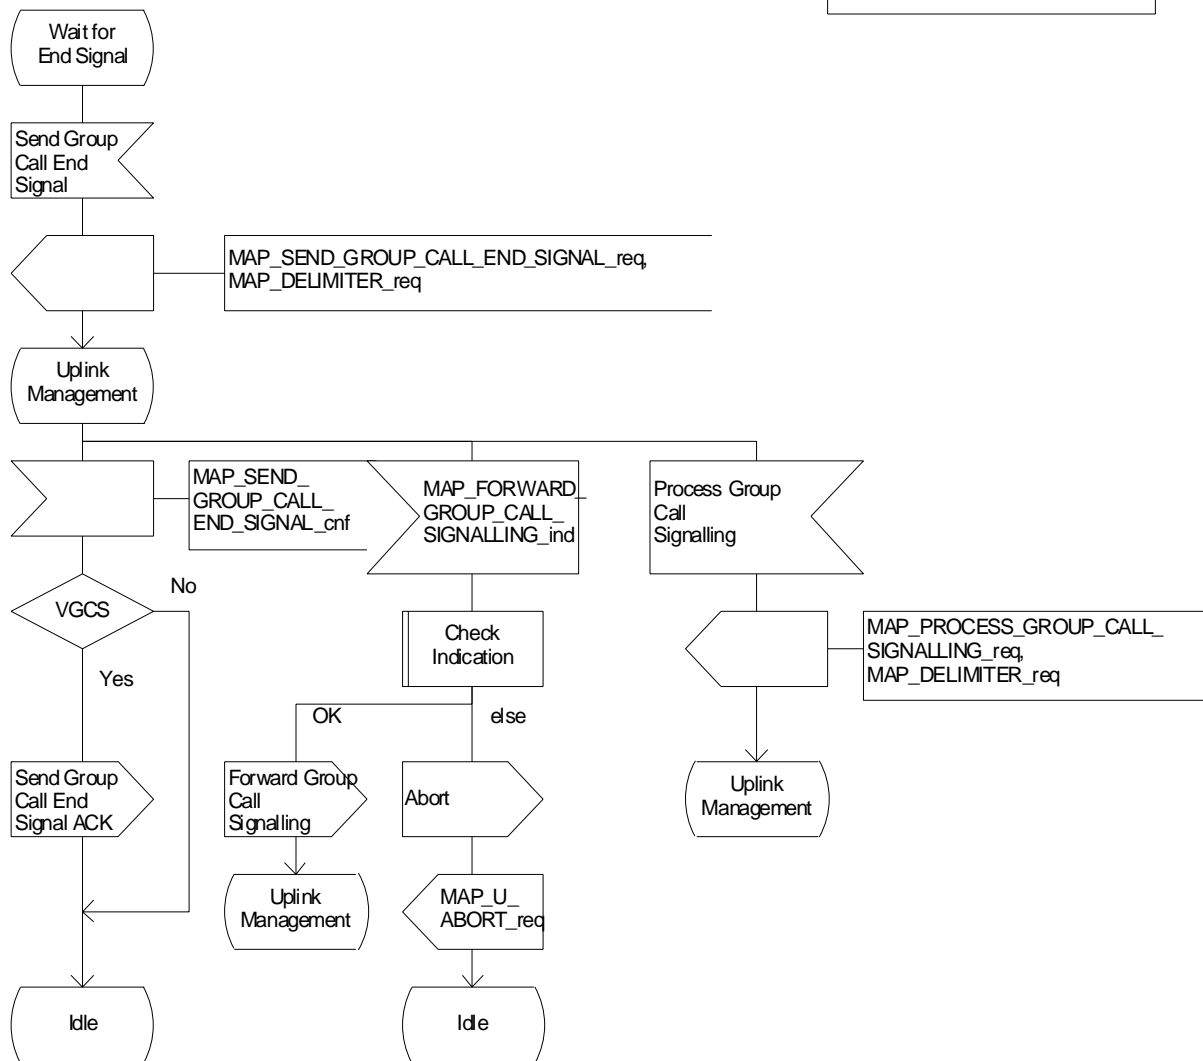 Wait for
End Signal
Send Group
Call End
Signal
MAP_SEND_GROUP_CALL_END_SIGNAL_req,
MAP_DELIMITER_req
Uplink
Management
MAP_SEND_
GROUP_CALL_
END_SIGNAL_cnf
MAP_FORWARD_
GROUP_CALL_
SIGNALLING_ind
Process Group
Call
Signalling
VGCS
No
Yes
Check
Indication
MAP_PROCESS_GROUP_CALL_
SIGNALLING_req,
MAP_DELIMITER_req
OK
else
Send Group
Call End
Signal ACK
Forward Group
Call
Signalling
Abort
Uplink
Management
Uplink
Management
MAP_U_
ABORT_req
Idle
Idle